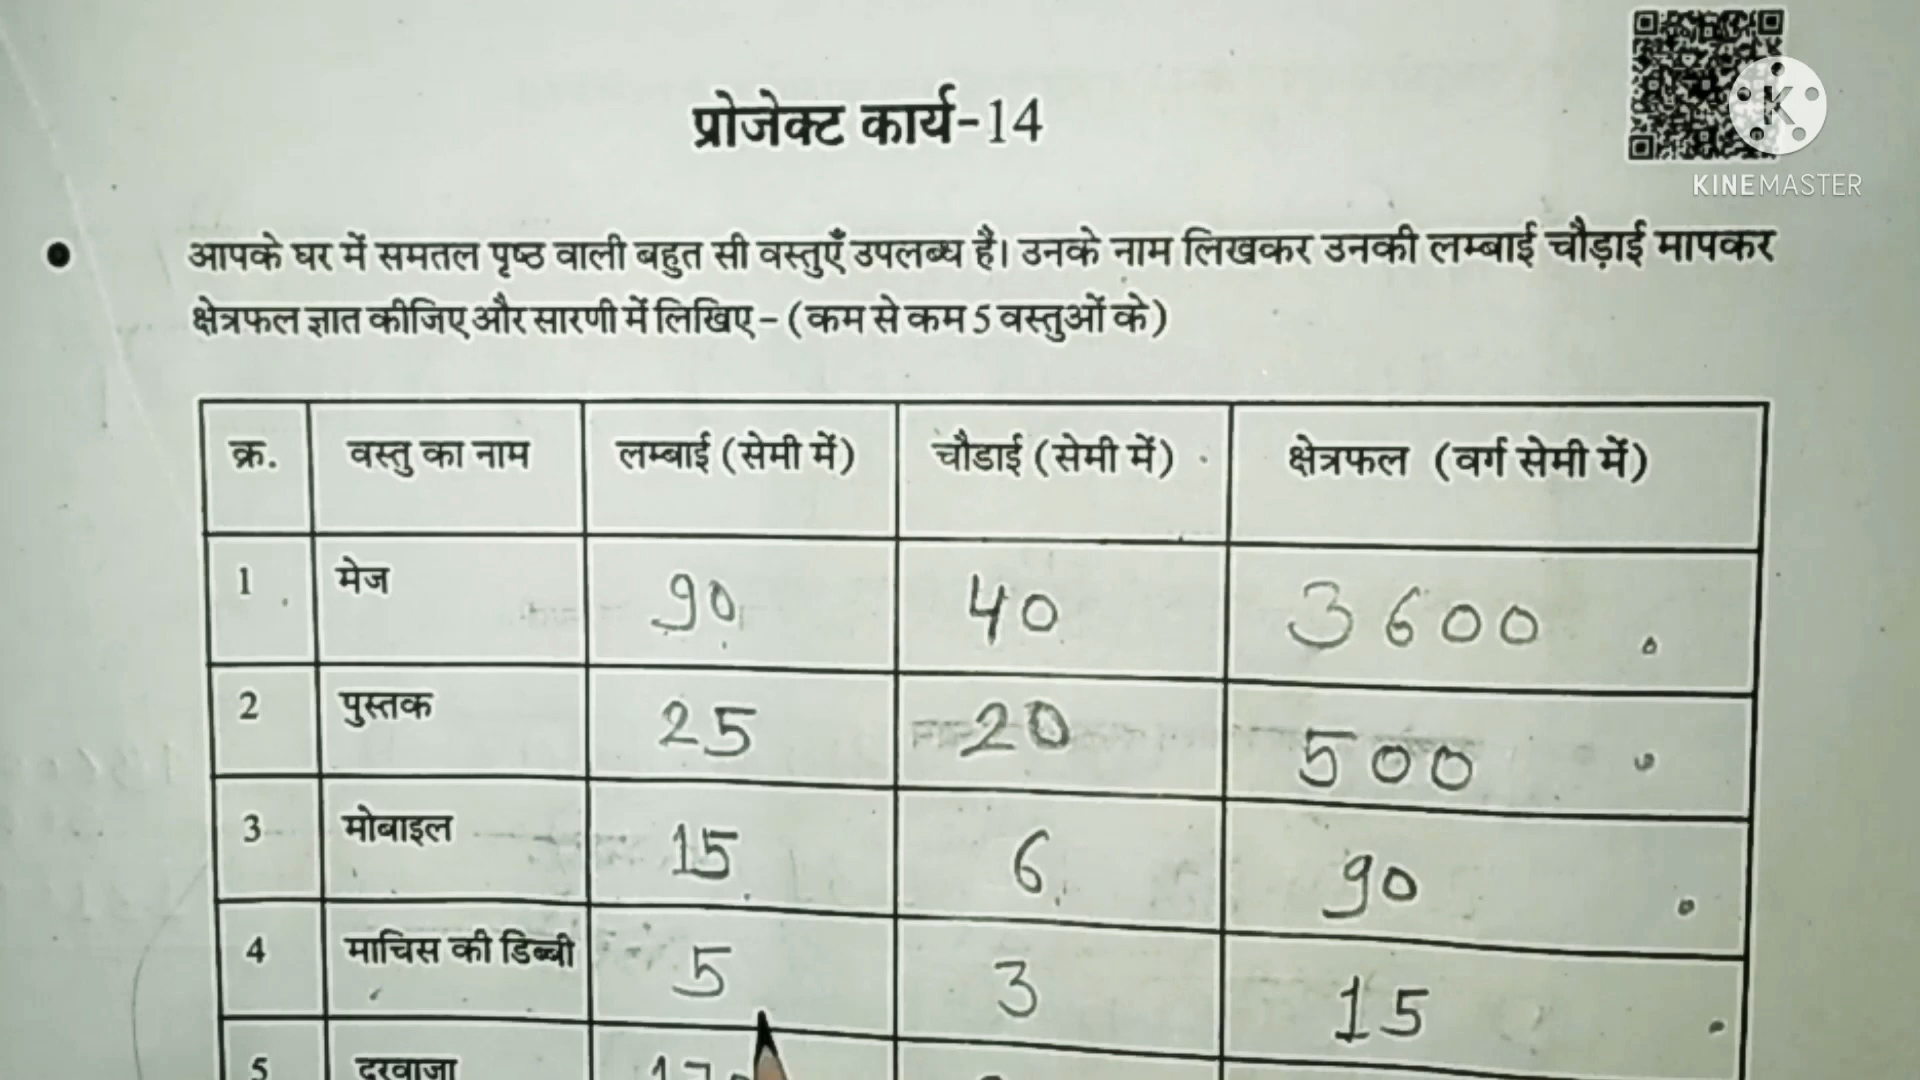 प्रोजेक्ट कार्य-14
KINEMASTER
आपके घर में समतल पृष्ठ वाली बहुत सी वस्तुएँ उपलब्ध है। उनके नाम लिखकर उनकी लम्बाई चौड़ाई मापकर
क्षेत्रफल ज्ञात कीजिए और सारणी में लिखिए - (कम से कम 5 वस्तुओं के)
क्र. वस्तु का नाम लम्बाई (सेमी में) चौडाई (सेमी में) क्षेत्रफल (वर्ग सेमी में)
1 मेज 90 40 3600
2 पुस्तक 25 20 500
3 मोबाइल 15 6 90
4 माचिस की डिब्बी 5 3 15
5 दरवाजा